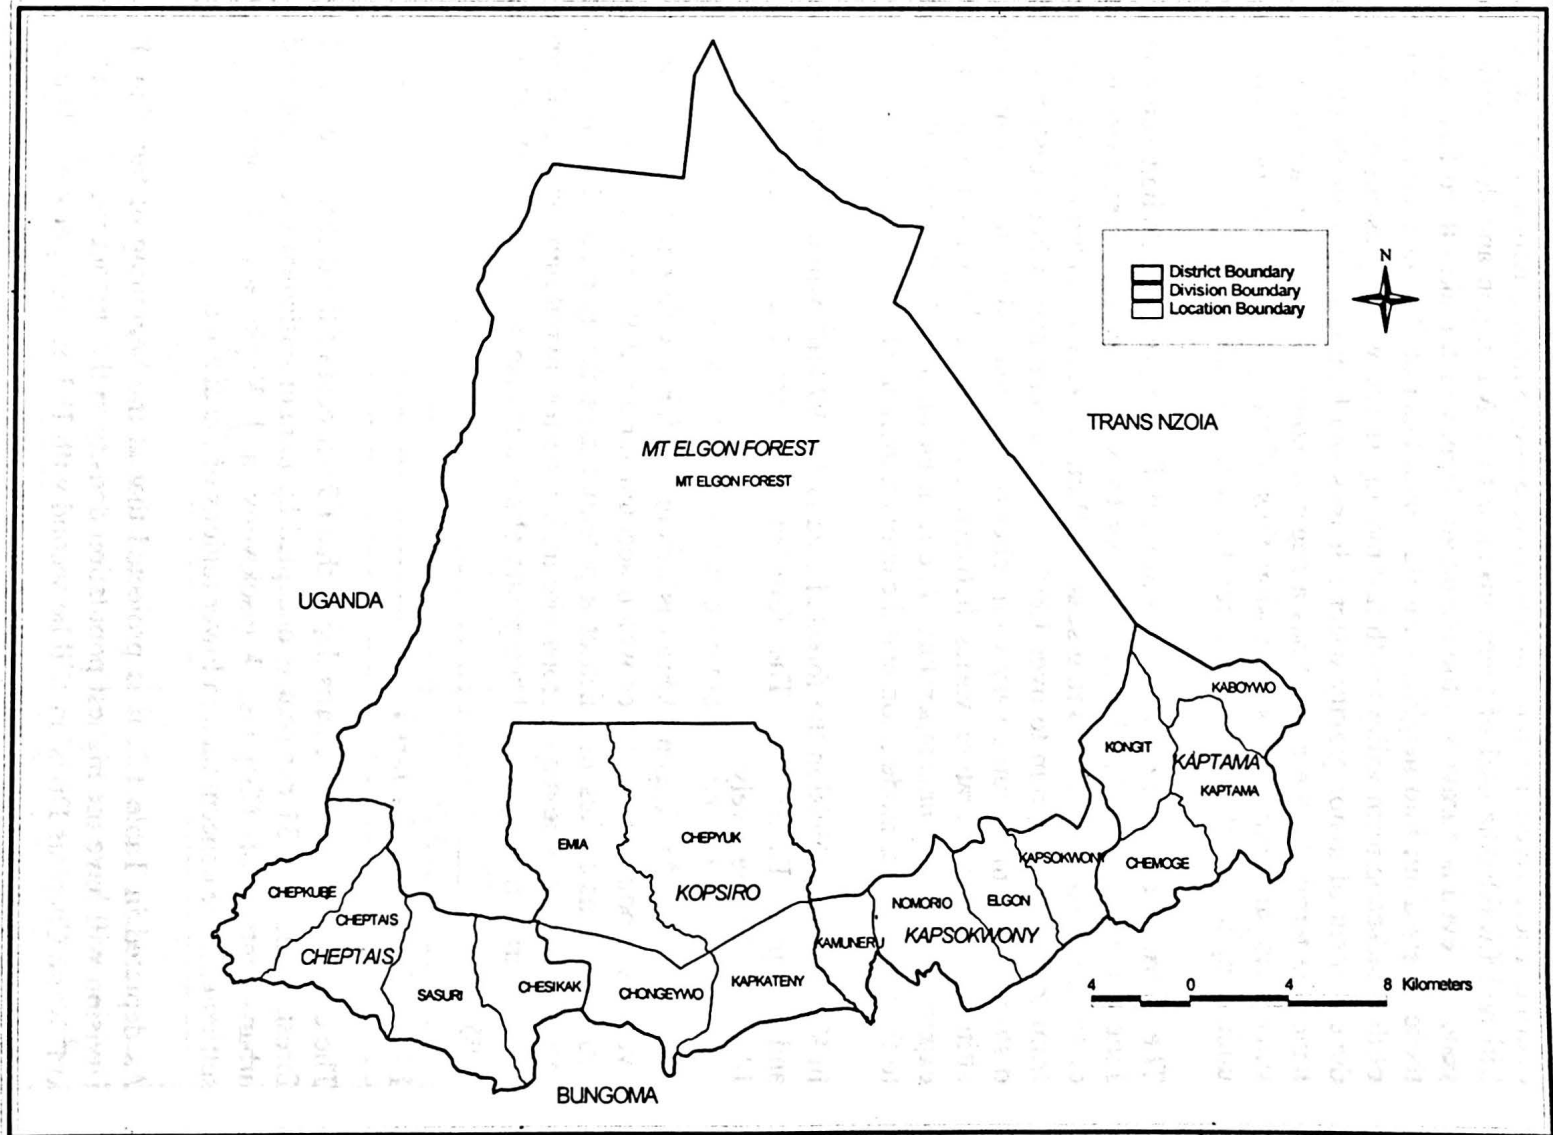 District Boundary
Division Boundary
Location Boundary
N
TRANS NZOIA
MT ELGON FOREST
MT ELGON FOREST
UGANDA
KABOYWO
KONGIT
KAPTAMA
KAPTAMA
EMIA
CHEPYUK
KAPSOKWONY
CHEMOGE
CHEPKUBE
KOPSIRO
NOMORIO
ELGON
CHEPTAIS
KAPSOKWONY
KAMUNERU
CHEPTAIS
SASURI
CHESIKAK
CHONGEYWO
KAPKATENY
4 0 4 8 Kilometers
BUNGOMA